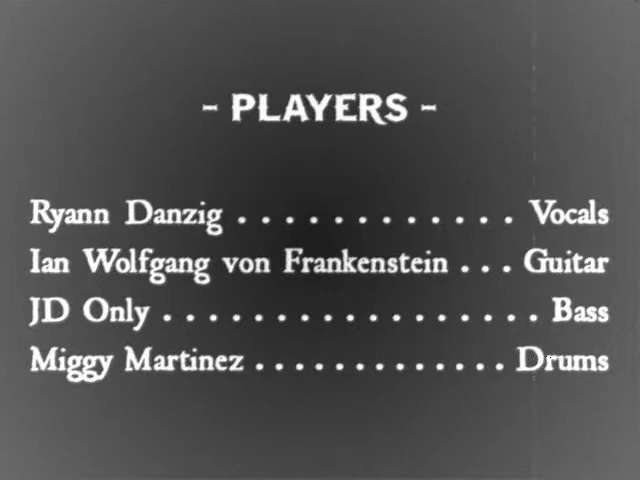 - PLAYERS -
Ryann Danzig . . . . . . . . . . . . . Vocals
Ian Wolfgang von Frankenstein . . . Guitar
JD Only . . . . . . . . . . . . . . . . . Bass
Miggy Martinez . . . . . . . . . . . . . Drums